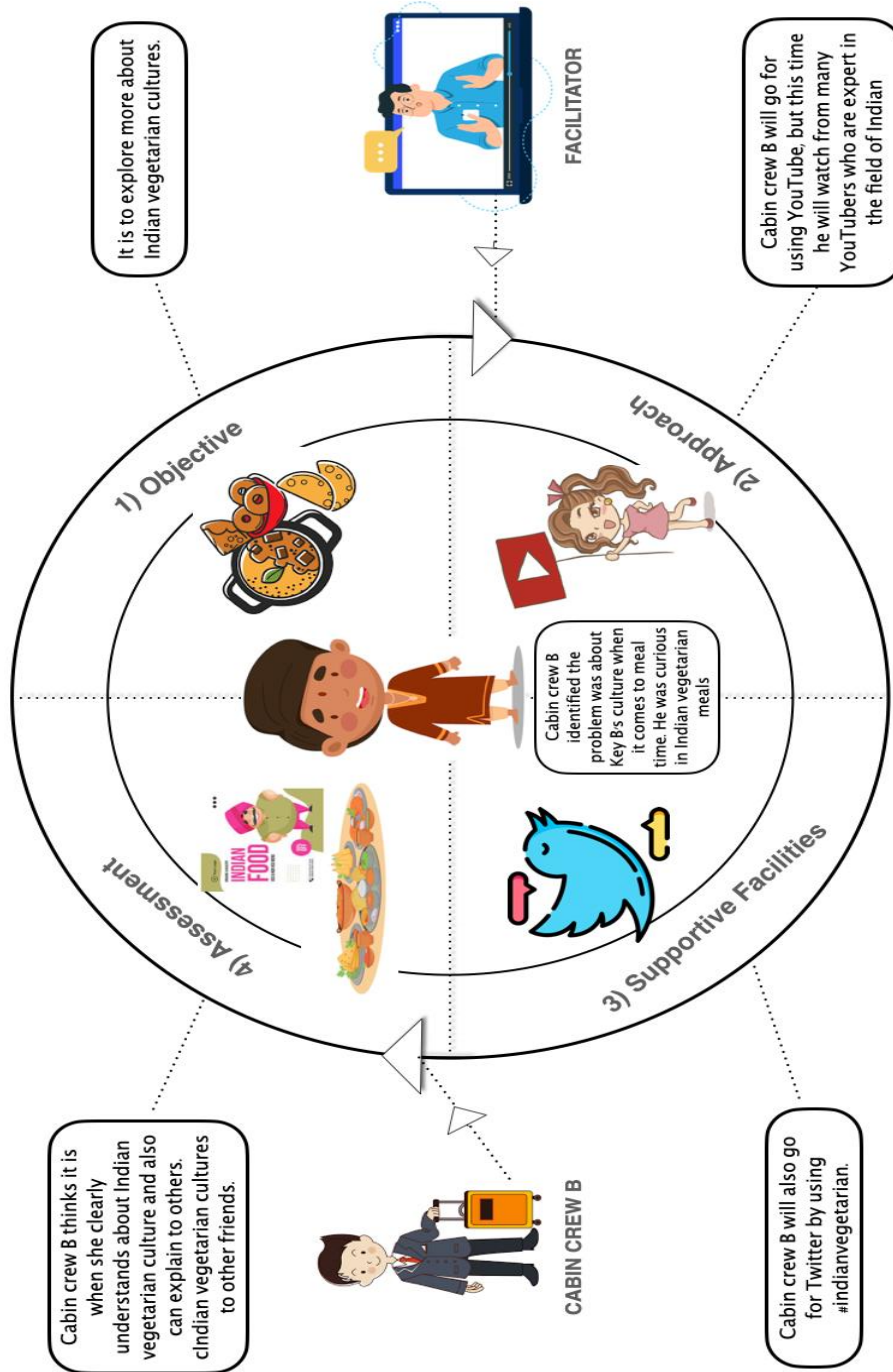 Cabin crew B thinks it is
when she clearly
understands about Indian
vegetarian culture and also
can explain to others.
cIndian vegetarian cultures
to other friends.
It is to explore more about
Indian vegetarian cultures.
4) Assessment
1) Objective
INDIAN
FOOD
CABIN CREW B
FACILITATOR
Cabin crew B
identified the
problem was about
Key B's culture when
it comes to meal
time. He was curious
in Indian vegetarian
meals
3) Supportive Facilities
2) Approach
Cabin crew B will also go
for Twitter by using
#indianvegetarian.
Cabin crew B will go for
using YouTube, but this time
he will watch from many
YouTubers who are expert in
the field of Indian